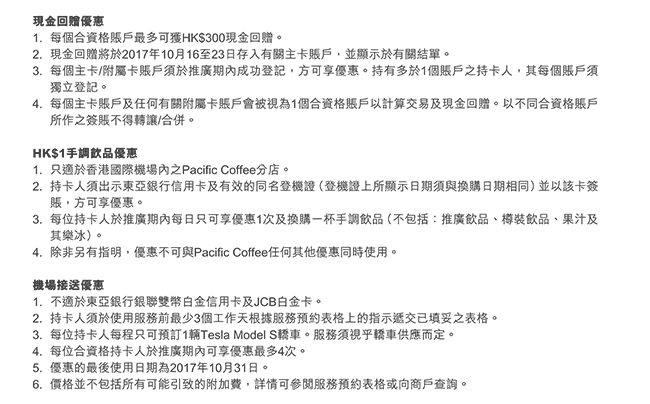 現金回贈優惠
1. 每個合資格賬戶最多可獲HK$300現金回贈。
2. 現金回贈將於2017年10月16至23日存入有關主卡賬戶，並顯示於有關結單。
3. 每個主卡/附屬卡賬戶須於推廣期內成功登記，方可享優惠。持有多於1個賬戶之持卡人，其每個賬戶須
獨立登記。
4. 每個主卡賬戶及任何有關附屬卡賬戶會被視為1個合資格賬戶以計算交易及現金回贈。以不同合資格賬戶
所作之簽賬不得轉讓/合併。
HK$1手調飲品優惠
1. 只適於香港國際機場內之Pacific Coffee分店。
2. 持卡人須出示東亞銀行信用卡及有效的同名登機證（登機證上所顯示日期須與換購日期相同）並以該卡簽
賬，方可享優惠。
3. 每位持卡人於推廣期內每日只可享優惠1次及換購一杯手調飲品（不包括：推廣飲品、樽裝飲品、果汁及
其樂冰）。
4. 除非另有指明，優惠不可與Pacific Coffee任何其他優惠同時使用。
機場接送優惠
1. 不適於東亞銀行銀聯雙幣白金信用卡及JCB白金卡。
2. 持卡人須於使用服務前最少3個工作天根據服務預約表格上的指示遞交已填妥之表格。
3. 每位持卡人每程只可預訂1輛Tesla Model S轎車。服務須視乎轎車供應而定。
4. 每位合資格持卡人於推廣期內可享優惠最多4次。
5. 優惠的最後使用日期為2017年10月31日。
6. 價格並不包括所有可能引致的附加費，詳情可參閱服務預約表格或向商戶查詢。